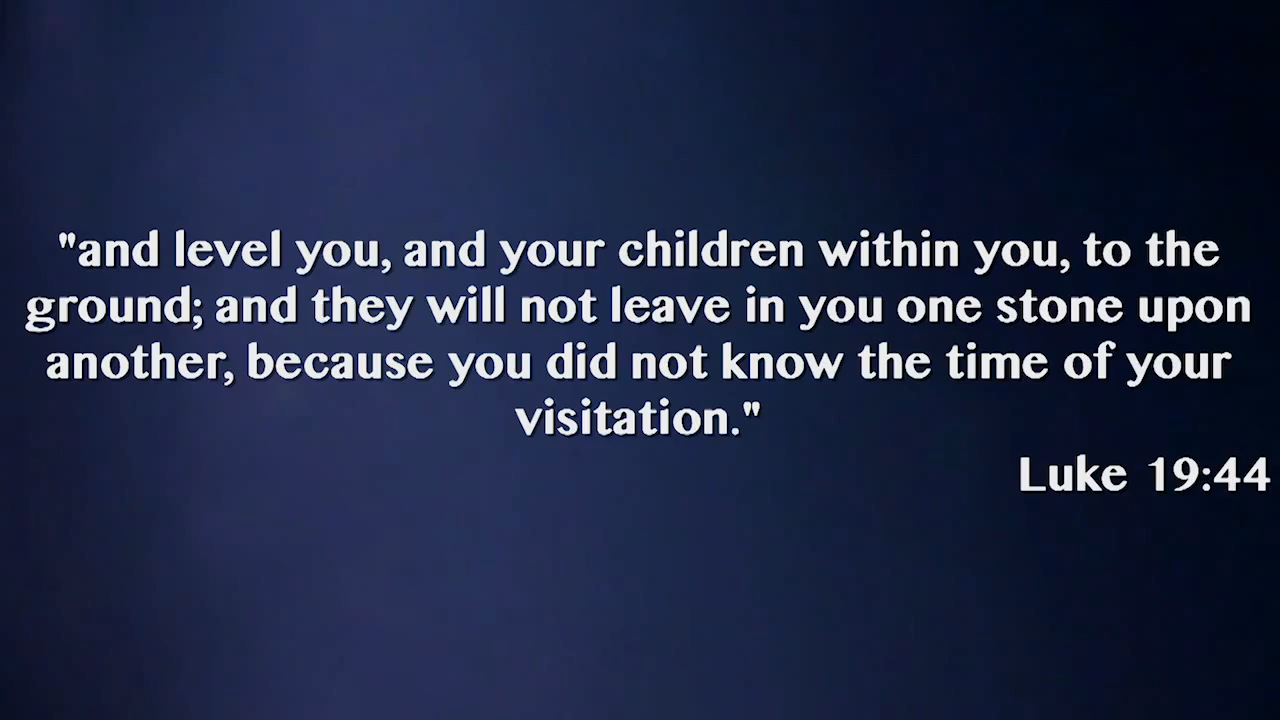 "and level you, and your children within you, to the
ground; and they will not leave in you one stone upon
another, because you did not know the time of your
visitation."
Luke 19:44